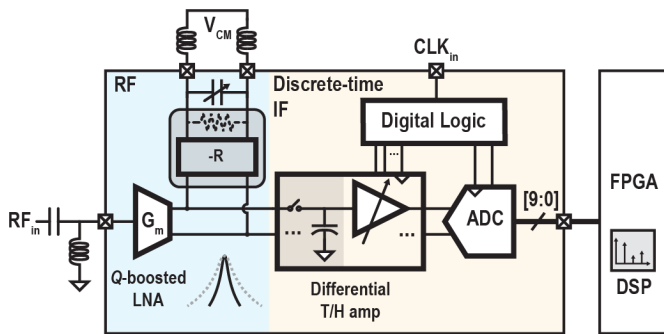 V_CM
CLK_in
RF
Discrete-time
IF
Digital Logic
...
-R
FPGA
RF_in
G_m
[9:0]
ADC
...
...
DSP
Q-boosted
LNA
Differential
T/H amp